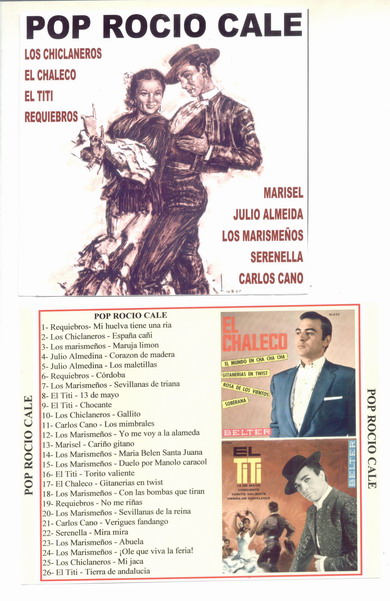 POP ROCIO CALE
LOS CHICLANEROS
EL CHALECO
EL TITI
REQUIEBROS
MARISEL
JULIO ALMEIDA
LOS MARISMEÑOS
SERENELLA
CARLOS CANO
POP ROCIO CALE
1- Requiebros- Mi huelva tiene una ria
2- Los Chiclaneros - España cañi
3- Los marismeños - Maruja limon
4- Julio Almedina - Corazon de madera
5- Julio Almedina - Los maletillas
6- Requiebros - Córdoba
7- Los Marismeños - Sevillanas de triana
8- El Titi - 13 de mayo
9- El Titi - Chocante
10- Los Chiclaneros - Gallito
11- Carlos Cano - Los mimbrales
12- Los Marismeños - Yo me voy a la alameda
13- Marisel - Cariño gitano
14- Los Marismeños - Maria Belen Santa Juana
15- Los Marismeños - Duelo por Manolo caracol
16- El Titi - Torito valiente
17- El Chaleco - Gitanerias en twist
18- Los Marismeños - Con las bombas que tiran
19- Requiebros - No me riñas
20- Los Marismeños - Sevillanas de la reina
21- Carlos Cano - Verigues fandango
22- Serenella - Mira mira
23- Los Marismeños - Abuela
24- Los Marismeños - ¡Ole que viva la feria!
25- Los Chiclaneros - Mi jaca
26- El Titi - Tierra de andalucia
POP ROCIO CALE
POP ROCIO CALE
EL
CHALECO
EL MUNDO EN CHA CHA CHA
GITANERIAS EN TWIST
ROSA DE LOS VIENTOS
SOBERANA
BELTER
BELTER
EL
TITI
13 DE MAYO
CHOCANTE
TORITO VALIENTE